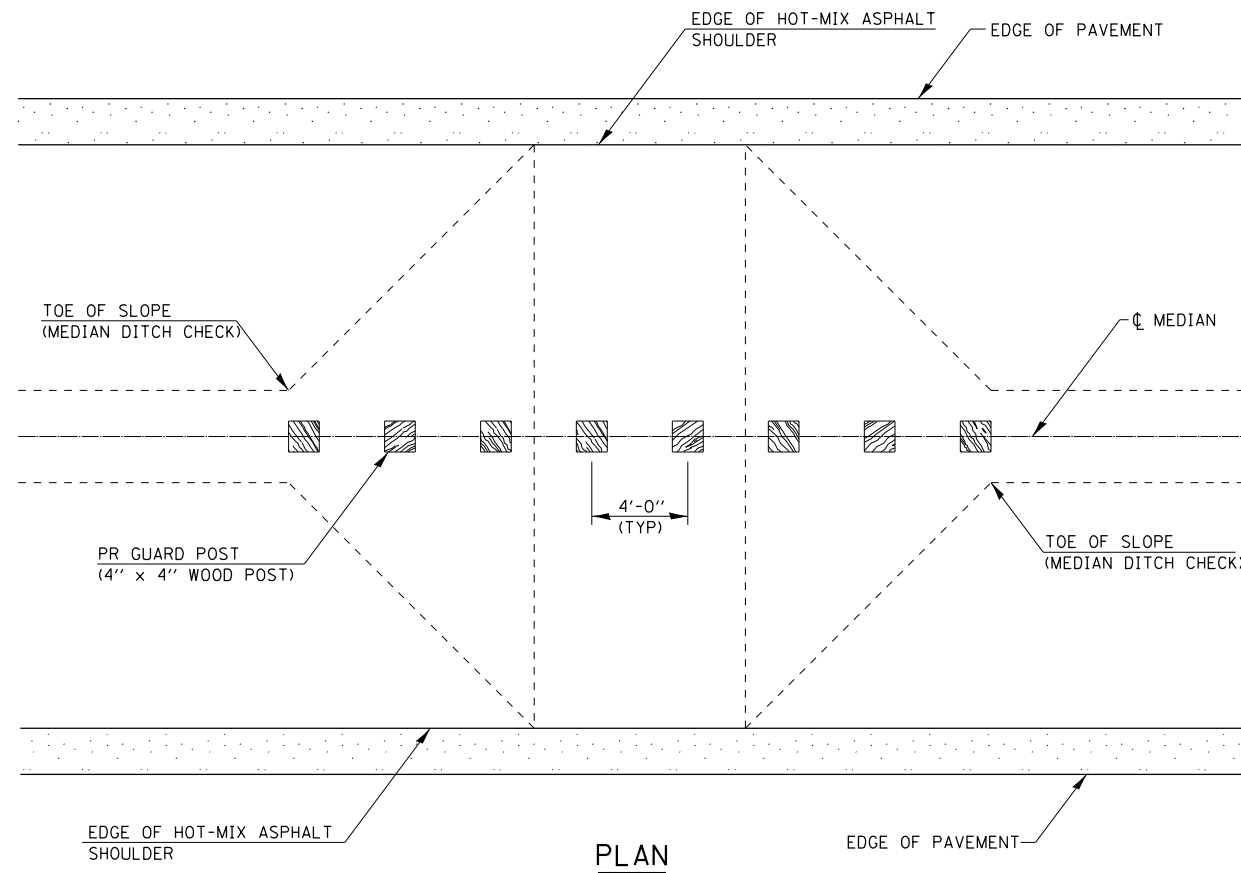 EDGE OF HOT-MIX ASPHALT
SHOULDER
EDGE OF PAVEMENT
TOE OF SLOPE
(MEDIAN DITCH CHECK)
℄ MEDIAN
4'-0"
(TYP)
PR GUARD POST
(4" x 4" WOOD POST)
TOE OF SLOPE
(MEDIAN DITCH CHECK)
EDGE OF HOT-MIX ASPHALT
SHOULDER
EDGE OF PAVEMENT
PLAN